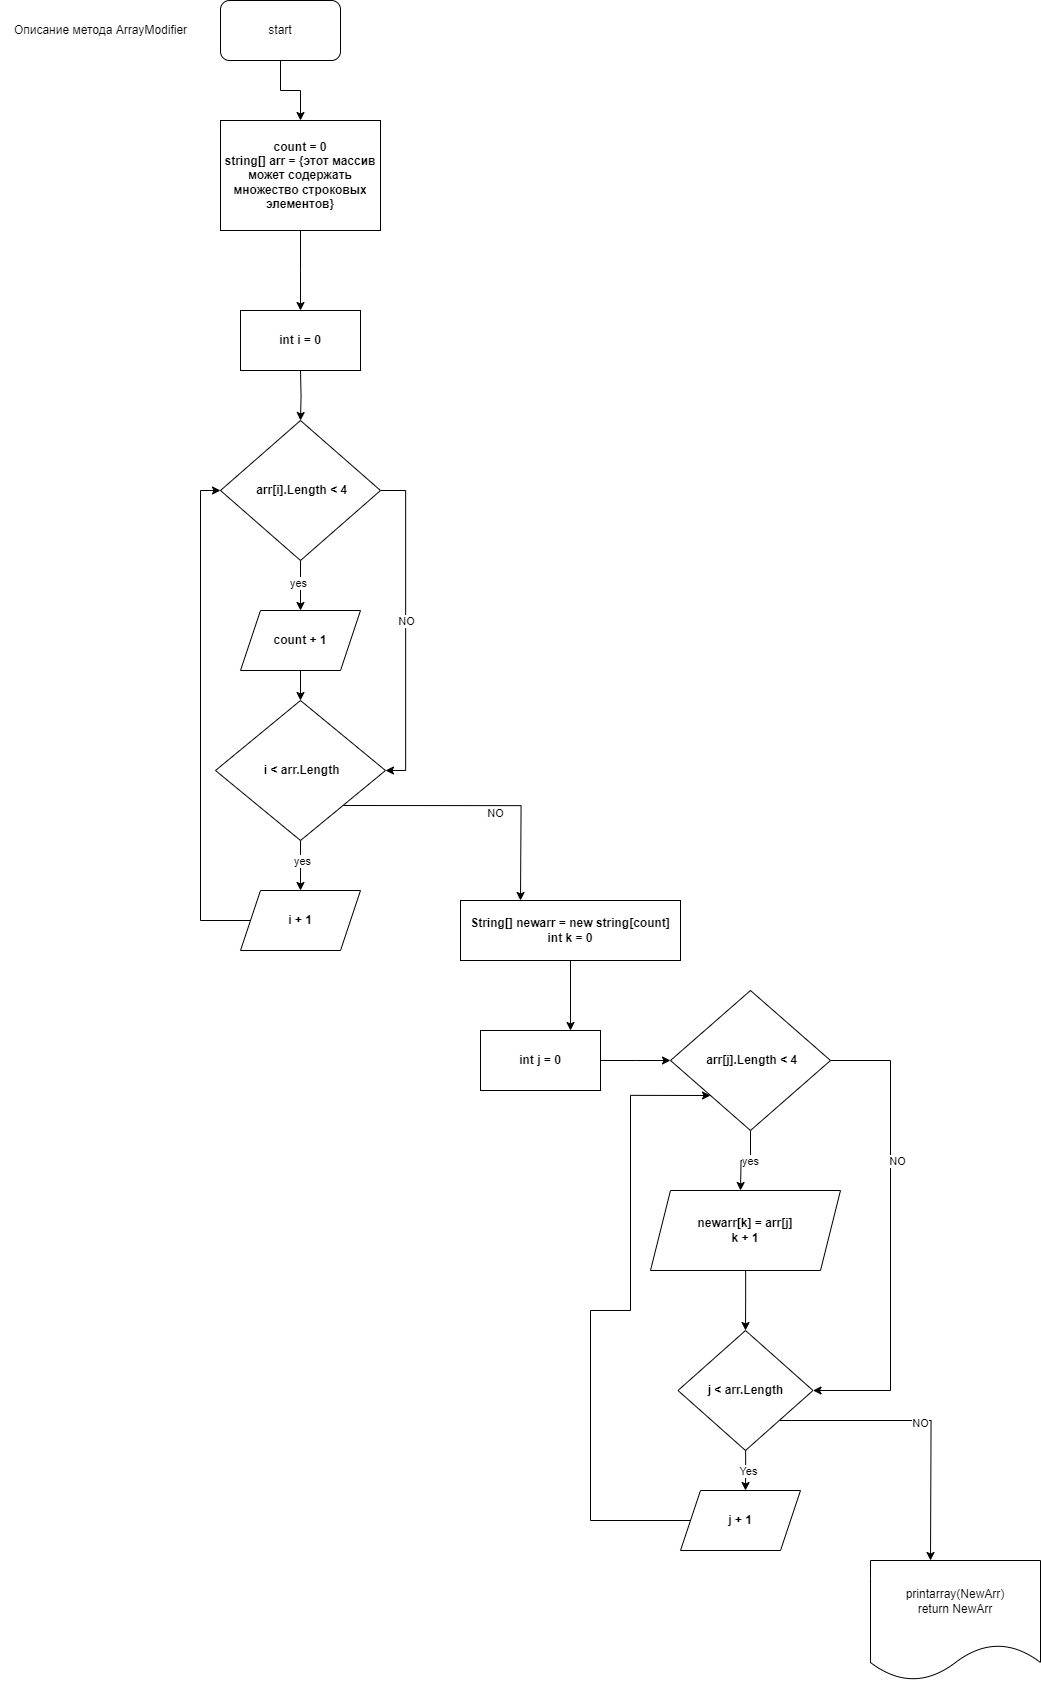 Описание метода ArrayModifier
start
count = 0
string[] arr = {этот массив
может содержать
множество строковых
элементов}
int i = 0
arr[i].Length < 4
yes
NO
count + 1
i < arr.Length
NO
yes
i + 1
String[] newarr = new string[count]
int k = 0
int j = 0
arr[j].Length < 4
yes
NO
newarr[k] = arr[j]
k + 1
j < arr.Length
NO
Yes
j + 1
printarray(NewArr)
return NewArr